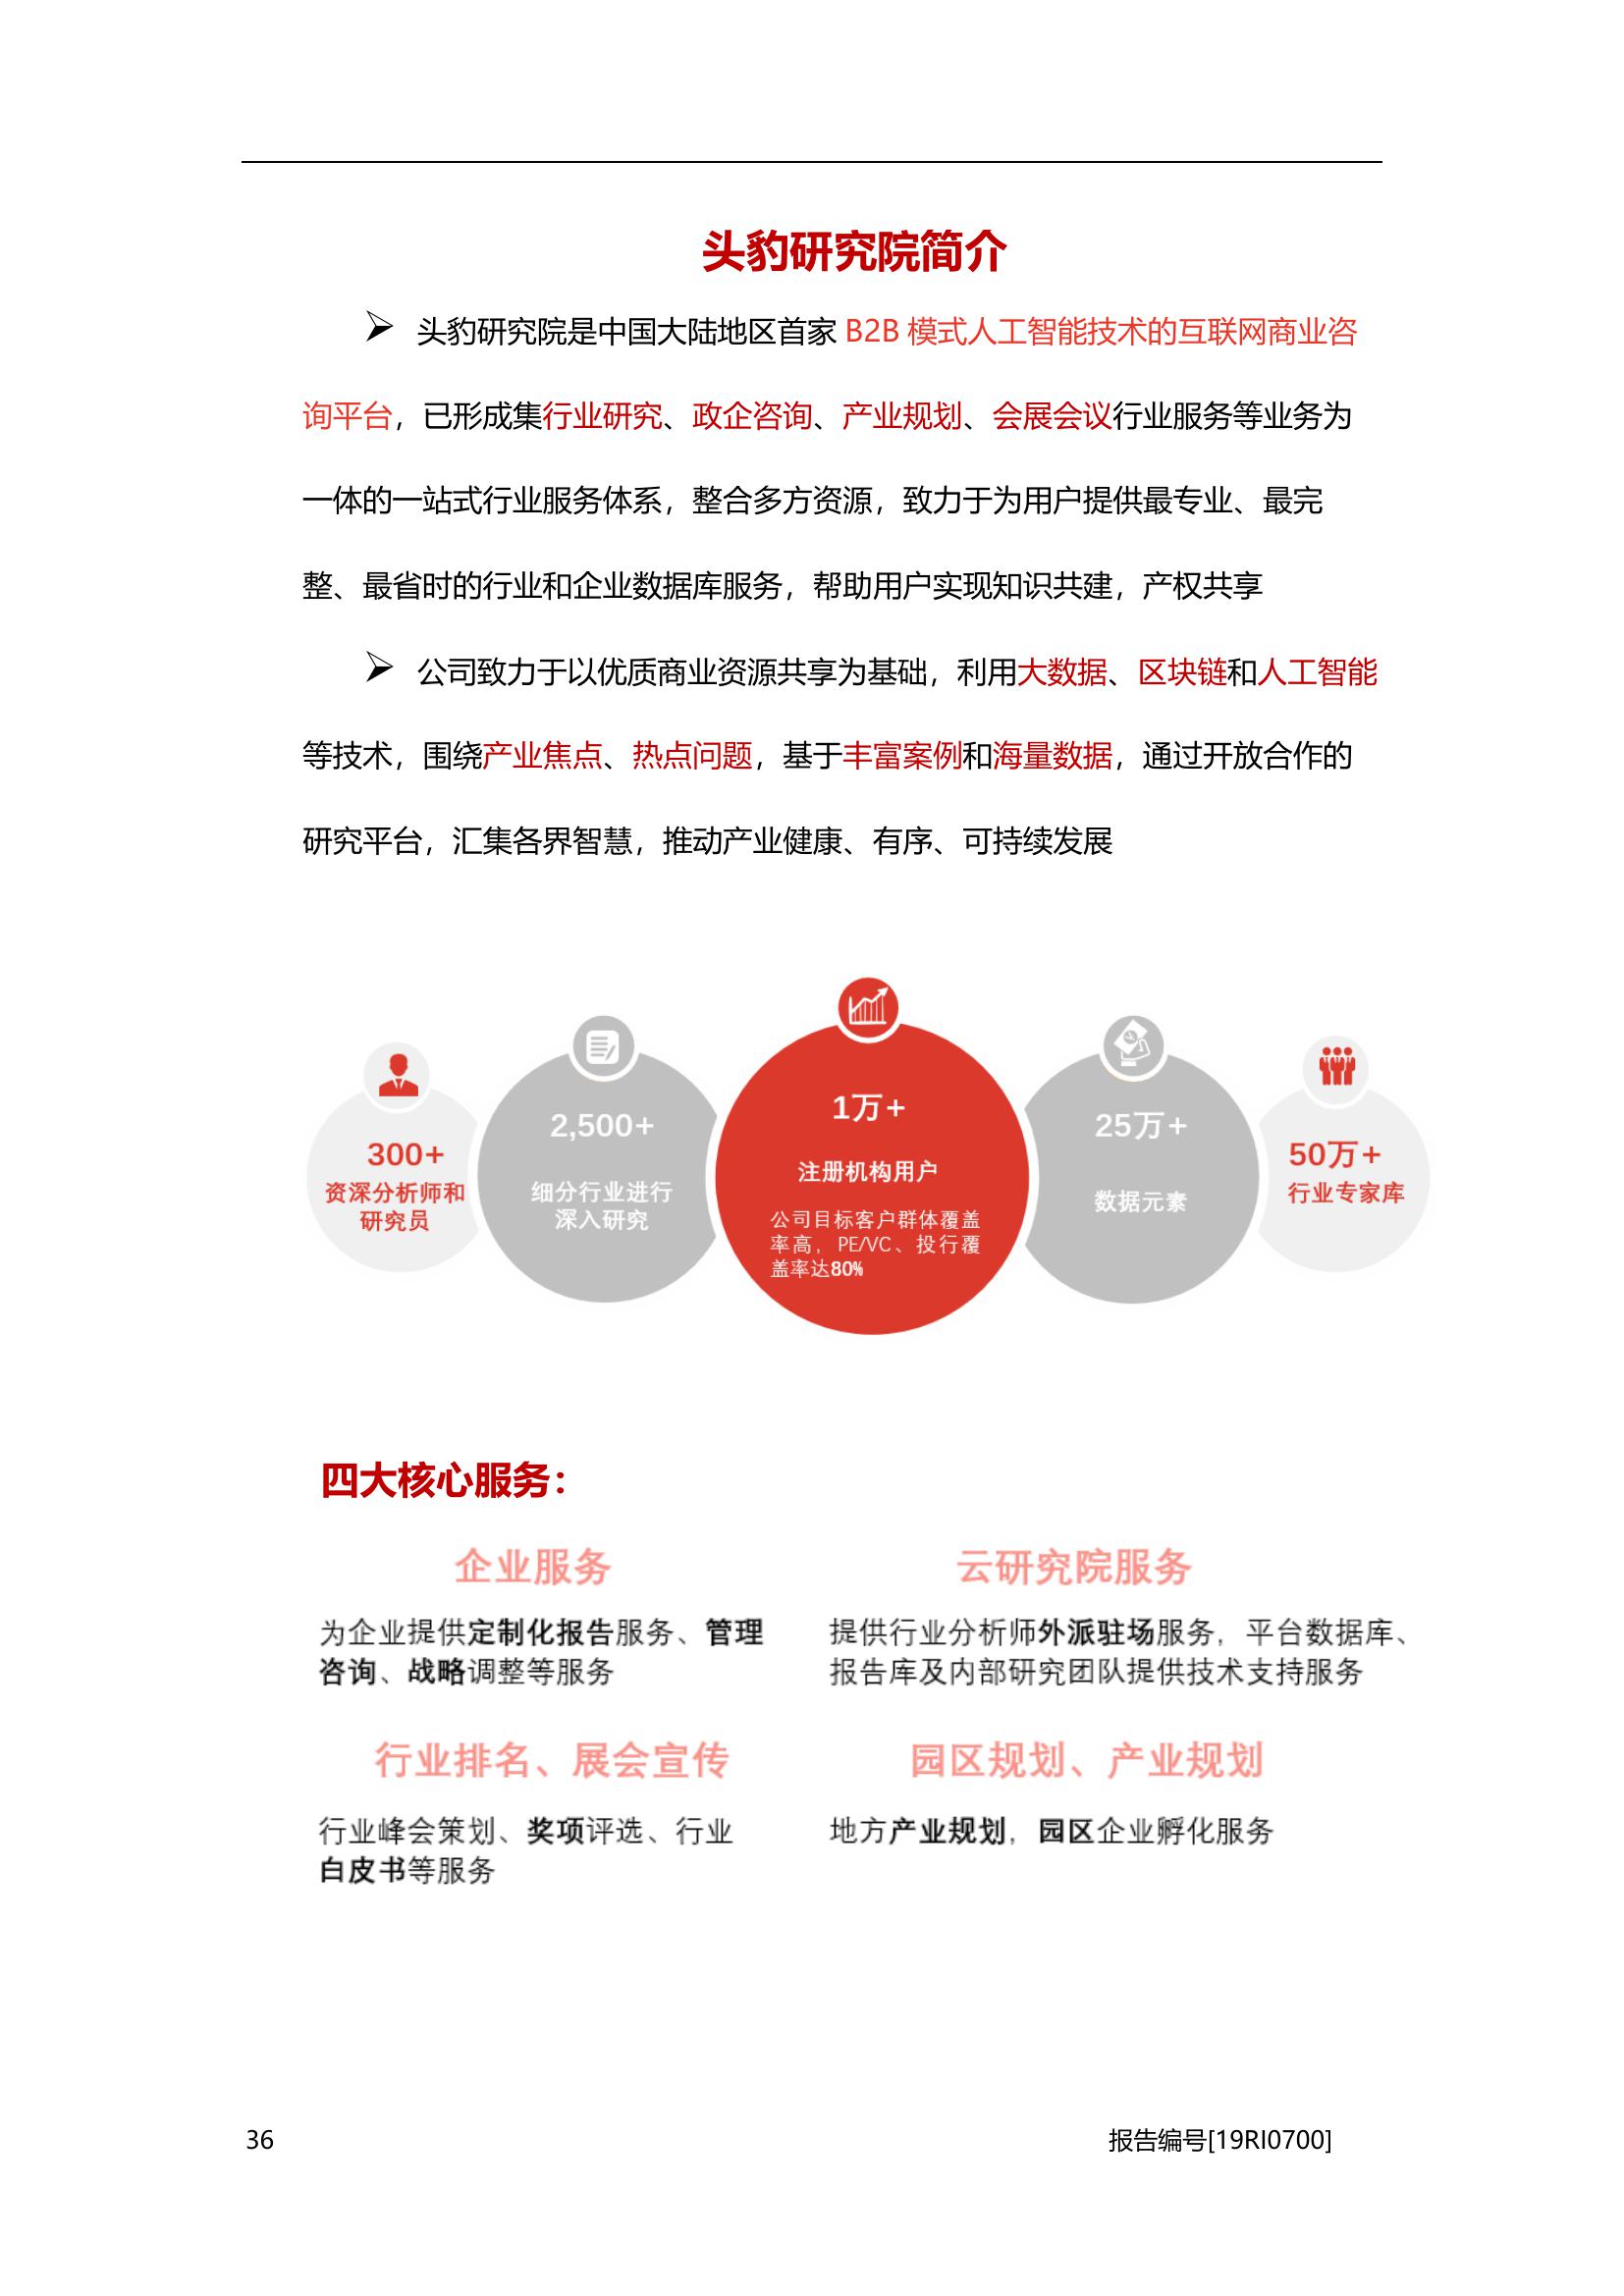 头豹研究院简介
头豹研究院是中国大陆地区首家 B2B 模式人工智能技术的互联网商业咨
询平台，已形成集行业研究、政企咨询、产业规划、会展会议行业服务等业务为
一体的一站式行业服务体系，整合多方资源，致力于为用户提供最专业、最完
整、最省时的行业和企业数据库服务，帮助用户实现知识共建，产权共享
公司致力于以优质商业资源共享为基础，利用大数据、区块链和人工智能
等技术，围绕产业焦点、热点问题，基于丰富案例和海量数据，通过开放合作的
研究平台，汇集各界智慧，推动产业健康、有序、可持续发展
300+
资深分析师和
研究员
2,500+
细分行业进行
深入研究
1万+
注册机构用户
公司目标客户群体覆盖
率高，PE/VC、投行覆
盖率达80%
25万+
数据元素
50万+
行业专家库
四大核心服务：
企业服务
为企业提供定制化报告服务、管理
咨询、战略调整等服务
云研究院服务
提供行业分析师外派驻场服务，平台数据库、
报告库及内部研究团队提供技术支持服务
行业排名、展会宣传
行业峰会策划、奖项评选、行业
白皮书等服务
园区规划、产业规划
地方产业规划，园区企业孵化服务
36
报告编号[19RI0700]